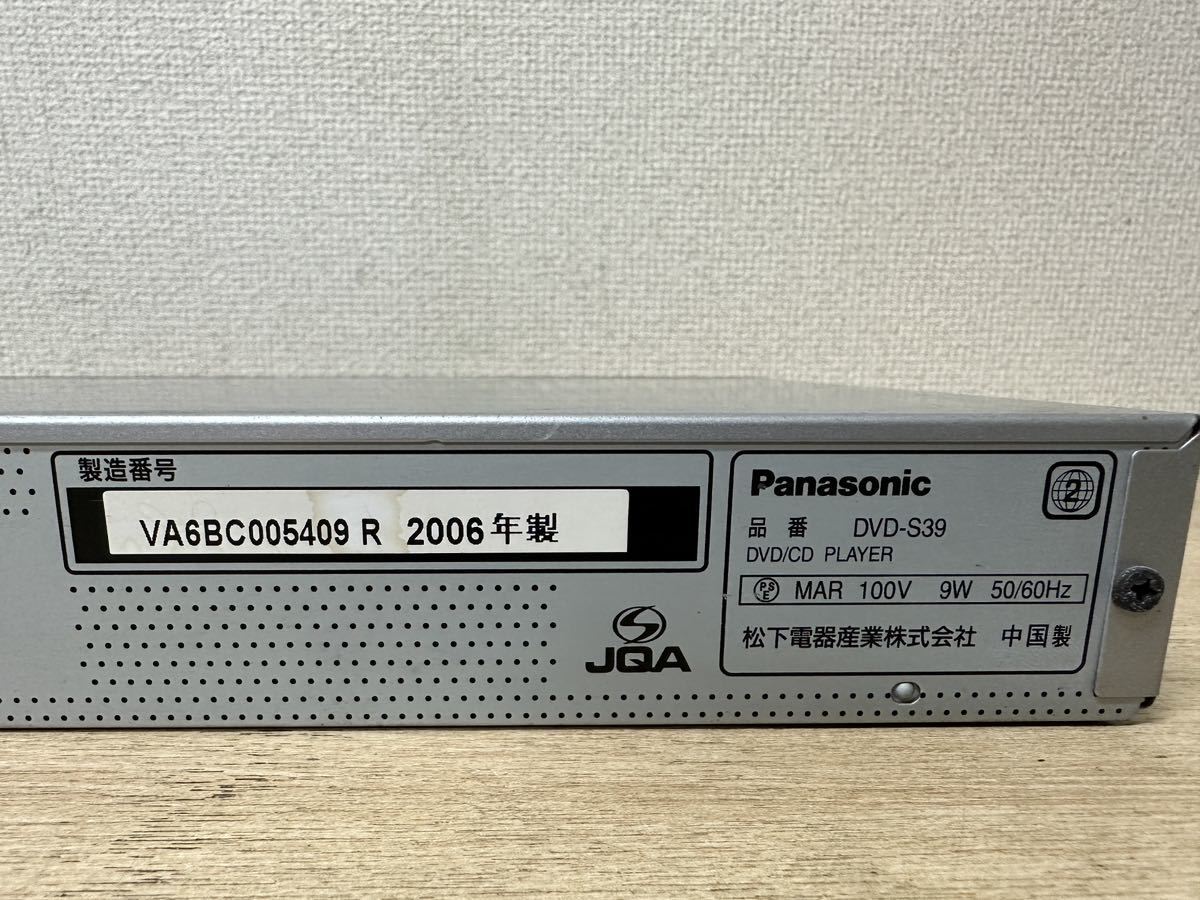 製造番号
VA6BC005409 R 2006年製
JQA
Panasonic
2
品番 DVD-S39
DVD/CD PLAYER
PSE MAR 100V 9W 50/60Hz
松下電器産業株式会社 中国製